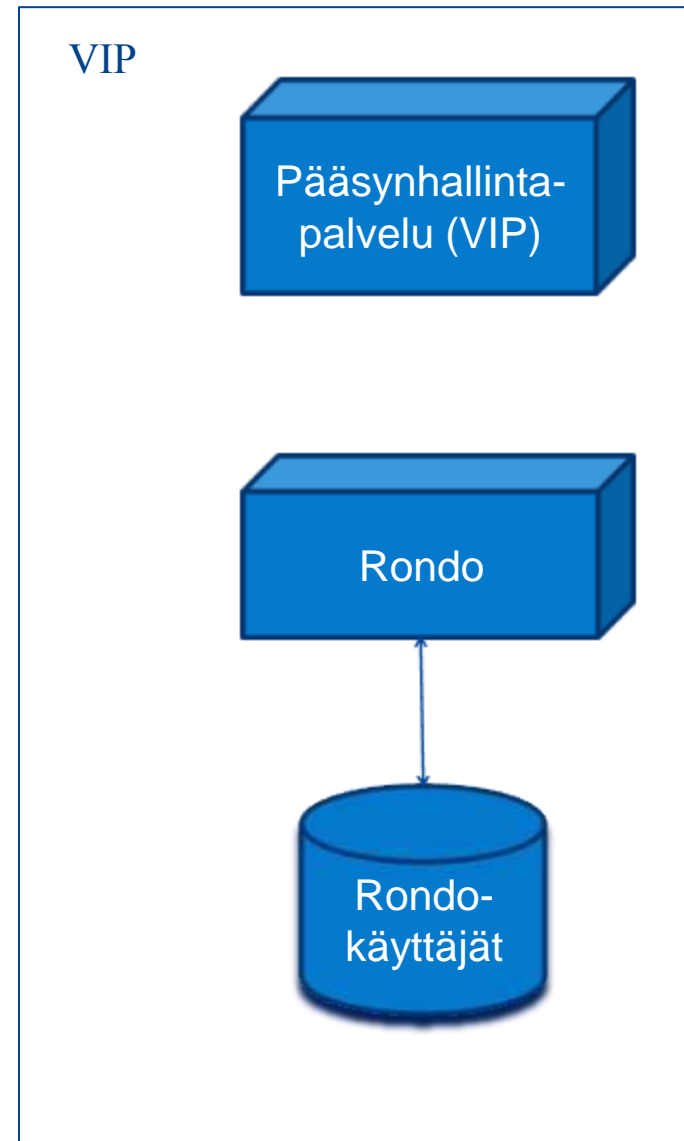 VIP
Pääsynhallinta-
palvelu (VIP)
Rondo
Rondo-
käyttäjät